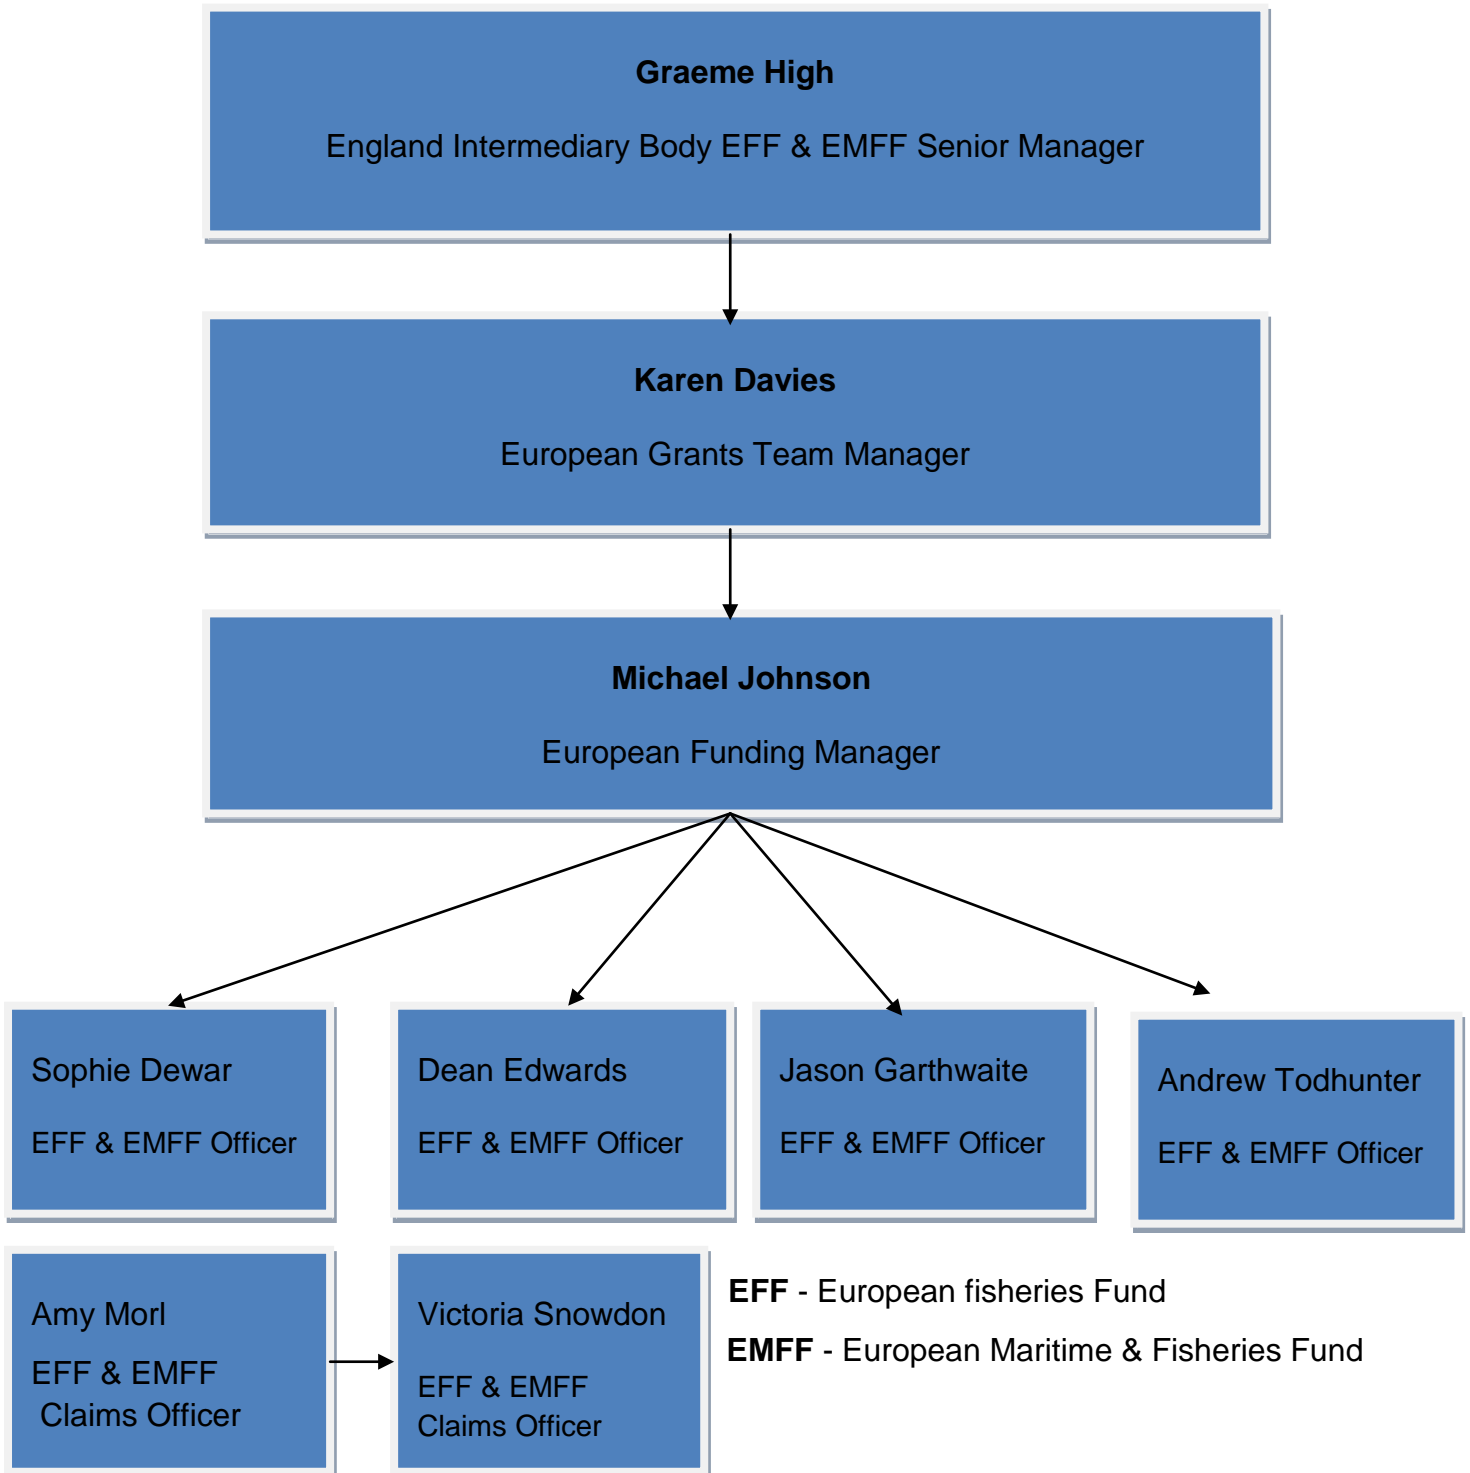 Graeme High
England Intermediary Body EFF & EMFF Senior Manager
Karen Davies
European Grants Team Manager
Michael Johnson
European Funding Manager
Sophie Dewar
EFF & EMFF Officer
Dean Edwards
EFF & EMFF Officer
Jason Garthwaite
EFF & EMFF Officer
Andrew Todhunter
EFF & EMFF Officer
Amy Morl
EFF & EMFF
Claims Officer
Victoria Snowdon
EFF & EMFF
Claims Officer
EFF - European fisheries Fund
EMFF - European Maritime & Fisheries Fund